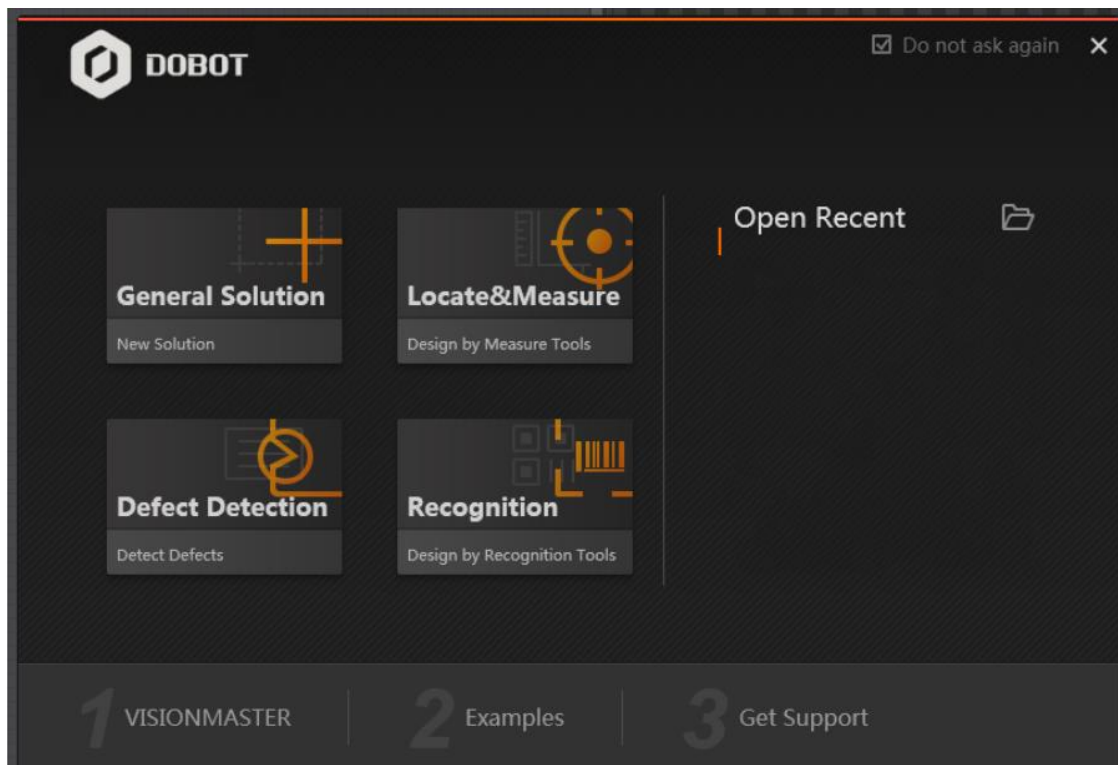 DOBOT
Do not ask again
General Solution
New Solution
Locate&Measure
Design by Measure Tools
Open Recent
Defect Detection
Detect Defects
Recognition
Design by Recognition Tools
1 VISIONMASTER
2 Examples
3 Get Support